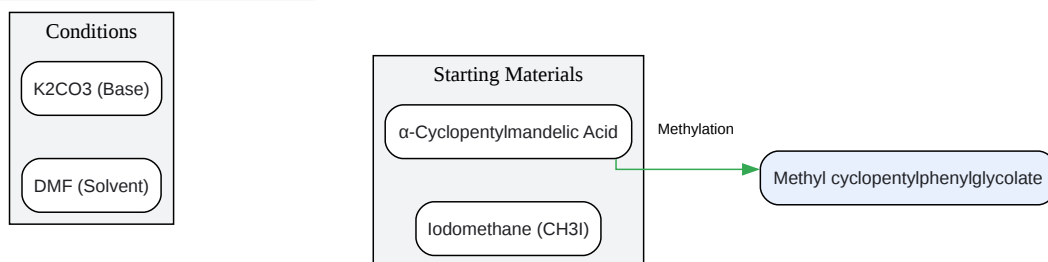 Conditions
K2CO3 (Base)
DMF (Solvent)
Starting Materials
α-Cyclopentylmandelic Acid
Iodomethane (CH3I)
Methylation
Methyl cyclopentylphenylglycolate